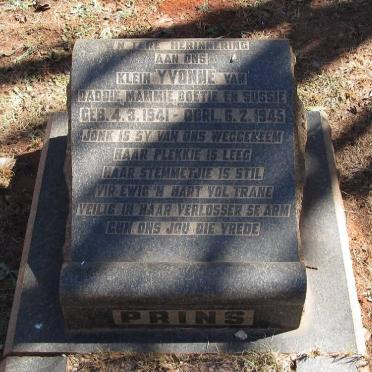 IN TERE HERINNERING
AAN ONS
KLEIN YVONNE VAN
DADDIE, MAMMIE, BOETIE EN SUSSIE
GEB. 4.3.1941 - OORL. 6.2.1945
JONK IS SY VAN ONS WEGGENEEM
HAAR PLEKKIE IS LEEG
HAAR STEMMETJIE IS STIL
VIR EWIG 'N HART VOL TRANE
VEILIG IN HAAR VERLOSSER SE ARM
GUN ONS JOU DIE VREDE
PRINS